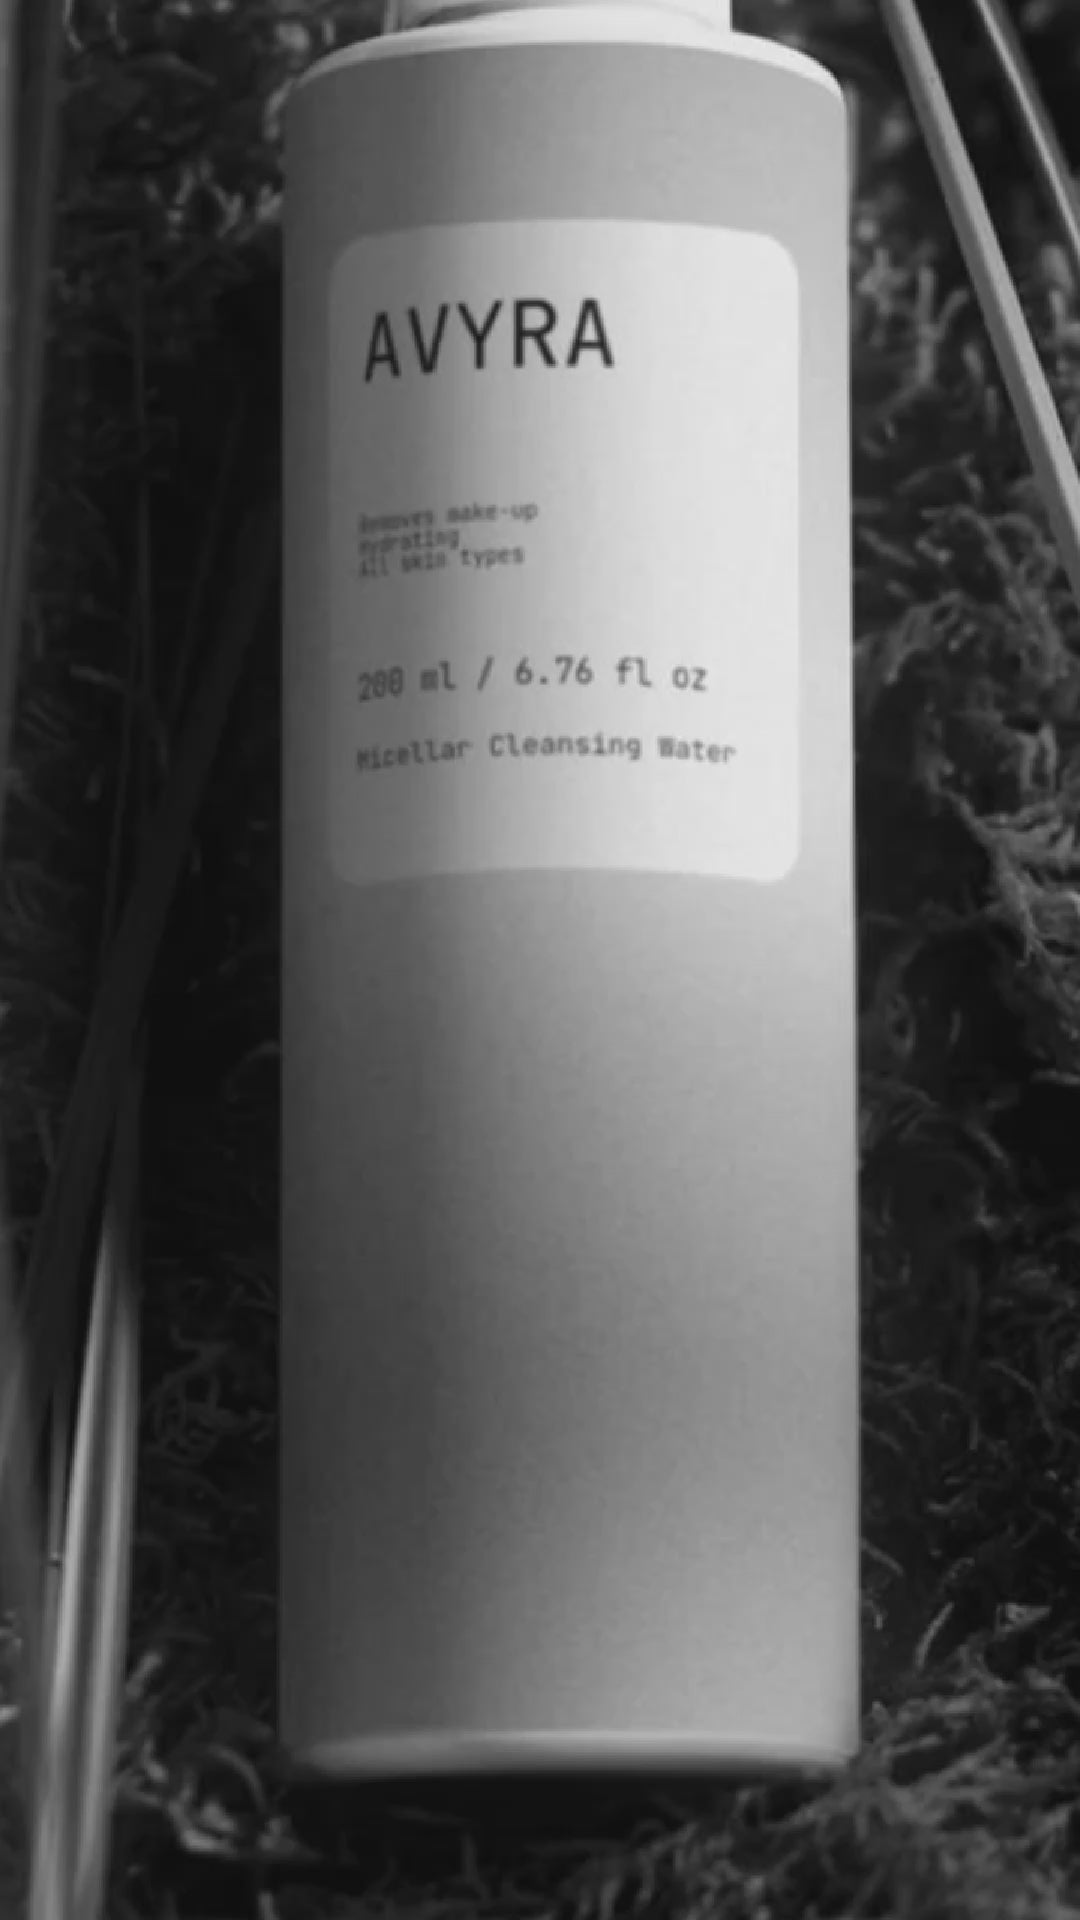 AVYRA
Removes make-up
Hydrating
All skin types
200 ml / 6.76 fl oz
Micellar Cleansing Water